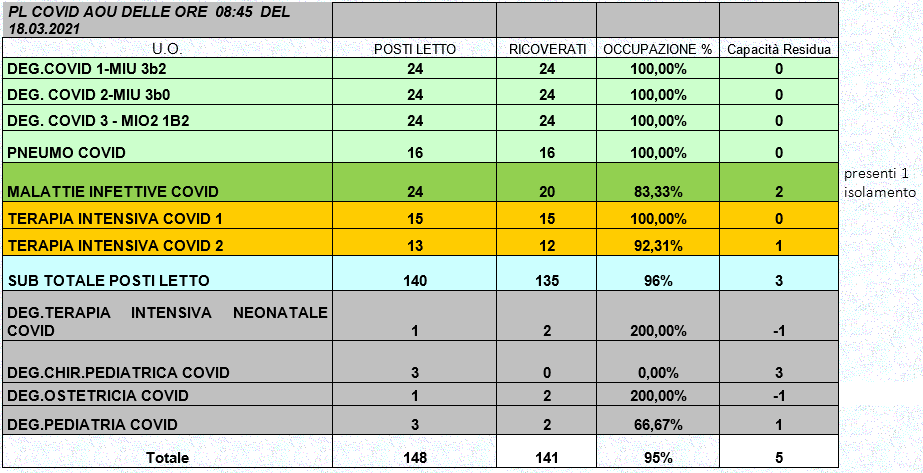 PL COVID AOU DELLE ORE 08:45 DEL
18.03.2021
U.O. POSTI LETTO RICOVERATI OCCUPAZIONE % Capacità Residua
DEG.COVID 1-MIU 3b2 24 24 100,00% 0
DEG. COVID 2-MIU 3b0 24 24 100,00% 0
DEG. COVID 3 - MIO2 1B2 24 24 100,00% 0
PNEUMO COVID 16 16 100,00% 0
presenti 1
isolamento
MALATTIE INFETTIVE COVID 24 20 83,33% 2
TERAPIA INTENSIVA COVID 1 15 15 100,00% 0
TERAPIA INTENSIVA COVID 2 13 12 92,31% 1
SUB TOTALE POSTI LETTO 140 135 96% 3
DEG.TERAPIA INTENSIVA NEONATALE
COVID 1 2 200,00% -1
DEG.CHIR.PEDIATRICA COVID 3 0 0,00% 3
DEG.OSTETRICIA COVID 1 2 200,00% -1
DEG.PEDIATRIA COVID 3 2 66,67% 1
Totale 148 141 95% 5